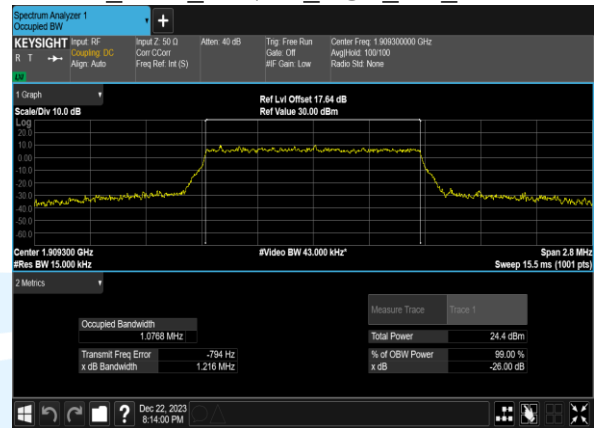 Spectrum Analyzer 1
Occupied BW
+
KEYSIGHT Input: RF Input Z: 50 Ω Atten: 40 dB Trig: Free Run Center Freq: 1.909300000 GHz
R T Coupling: DC Corr CCorr Gate: Off Avg|Hold: 100/100
Align: Auto Freq Ref: Int (S) #IF Gain: Low Radio Std: None
LV
1 Graph
Ref Lvl Offset 17.64 dB
Scale/Div 10.0 dB Ref Value 30.00 dBm
Log
20.0
10.0
0.00
-10.0
-20.0
-30.0
-40.0
-50.0
-60.0
Center 1.909300 GHz #Video BW 43.000 kHz* Span 2.8 MHz
#Res BW 15.000 kHz Sweep 15.5 ms (1001 pts)
2 Metrics
Measure Trace Trace 1
Occupied Bandwidth
1.0768 MHz Total Power 24.4 dBm
Transmit Freq Error -794 Hz % of OBW Power 99.00 %
x dB Bandwidth 1.216 MHz x dB -26.00 dB
? Dec 22, 2023
8:14:00 PM